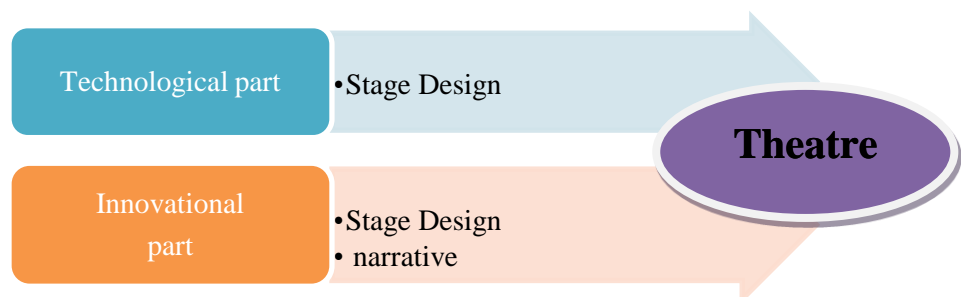 Technological part
•Stage Design
Theatre
Innovational
part
•Stage Design
• narrative